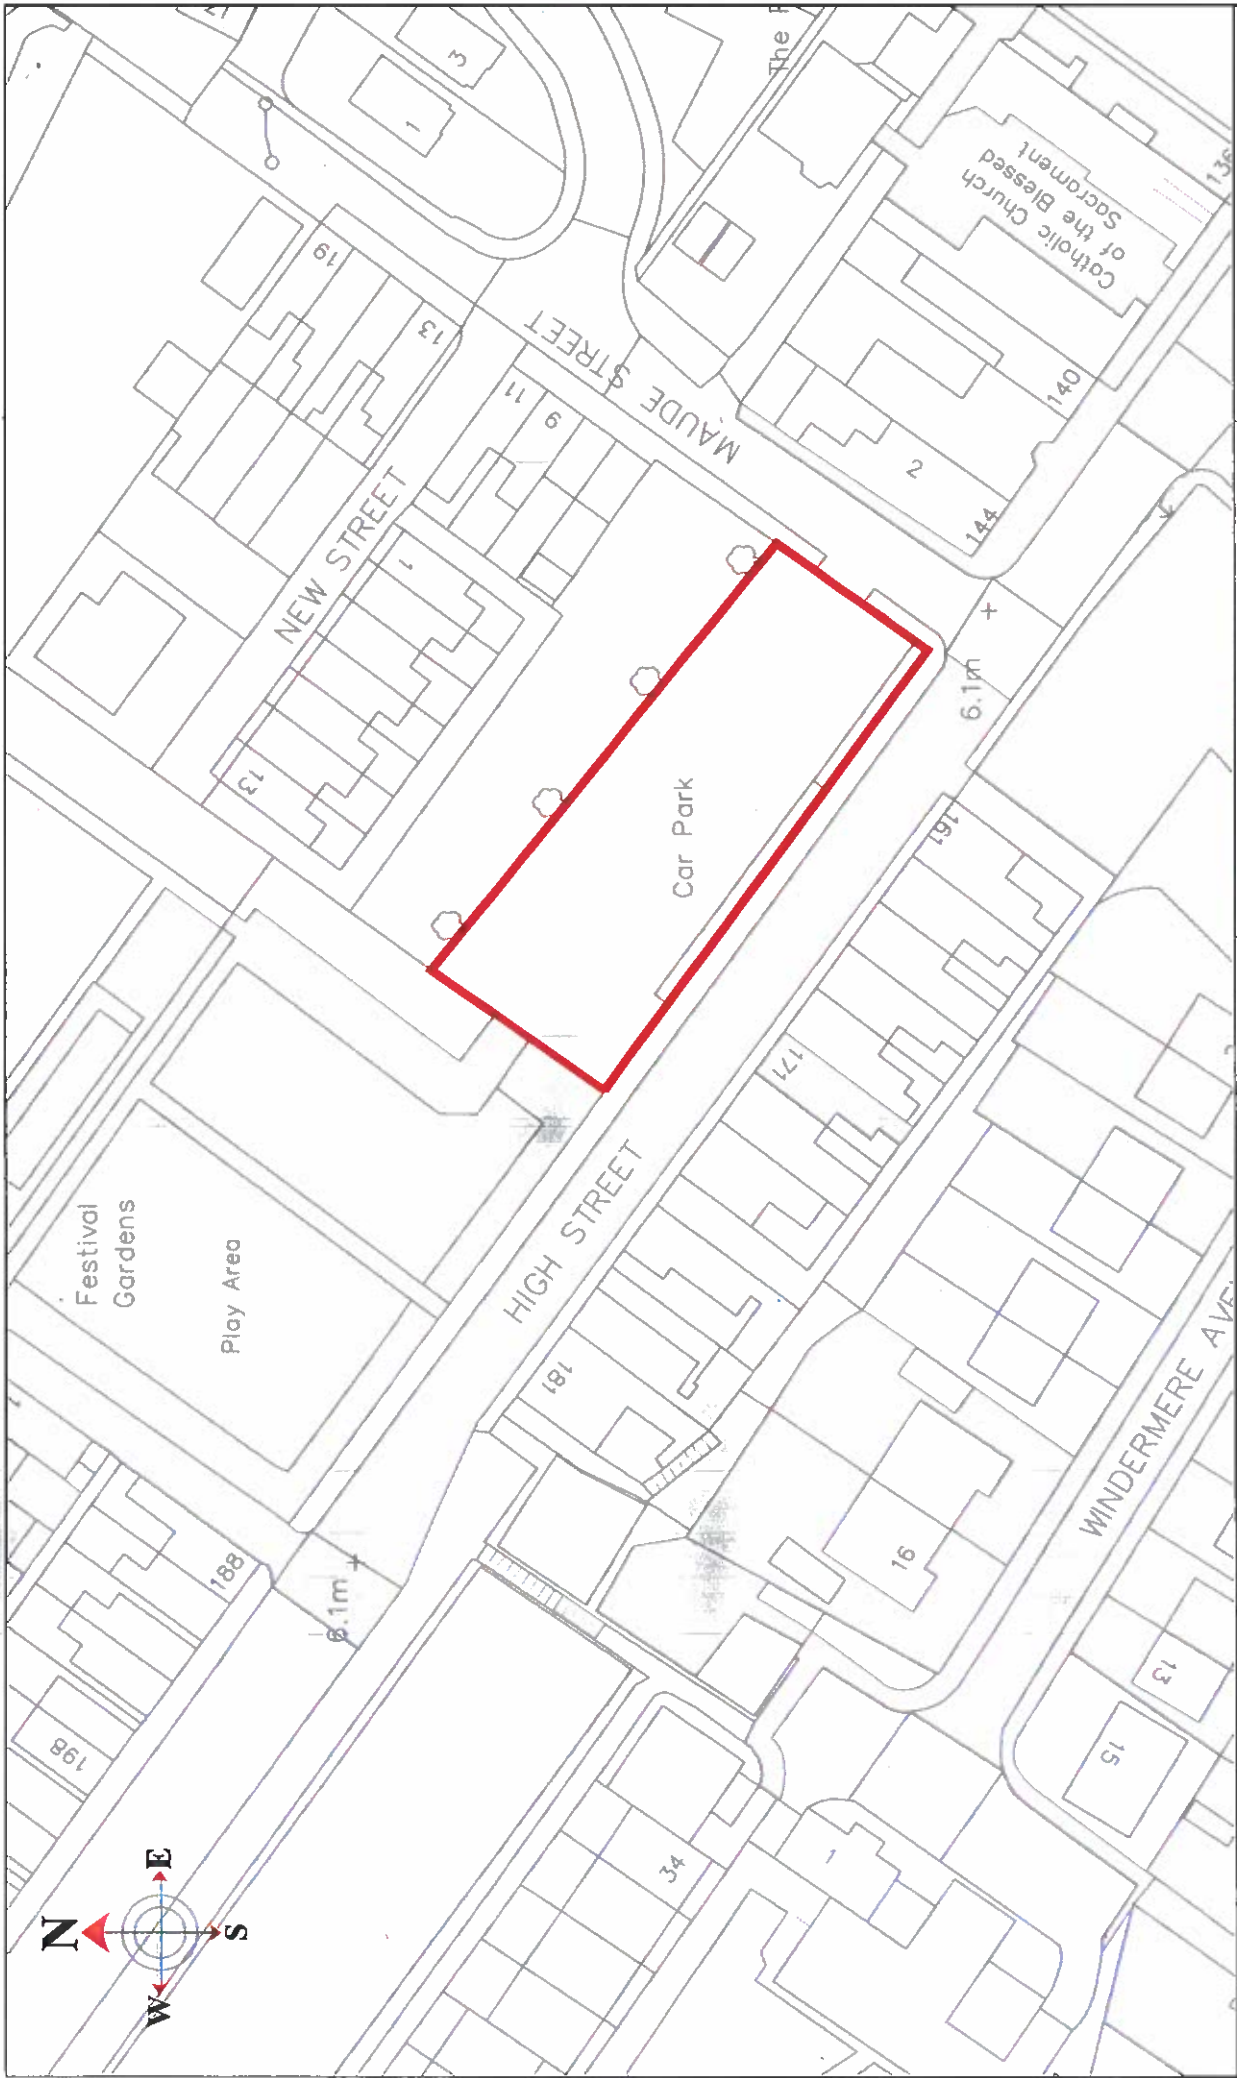 N
W
E
S
198
188
6.1m
Festival
Gardens
Play Area
HIGH STREET
181
171
161
Car Park
6.1m
NEW STREET
13
1
19
13
11
9
MAUDE STREET
1
3
2
144
140
Catholic Church
of the Blessed
Sacrament
136
WINDERMERE
16
13
15
34
1